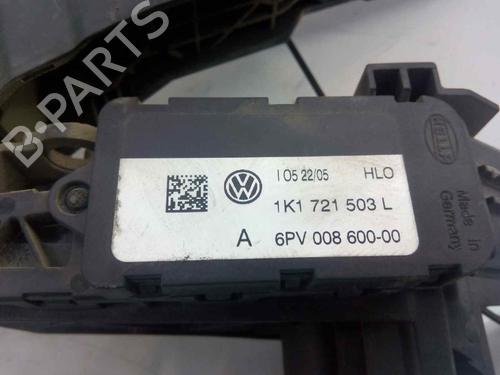 B-PARTS
I 05 22/05 HLO
1K1 721 503 L
A 6PV 008 600-00
HELLA
Made In
Germany